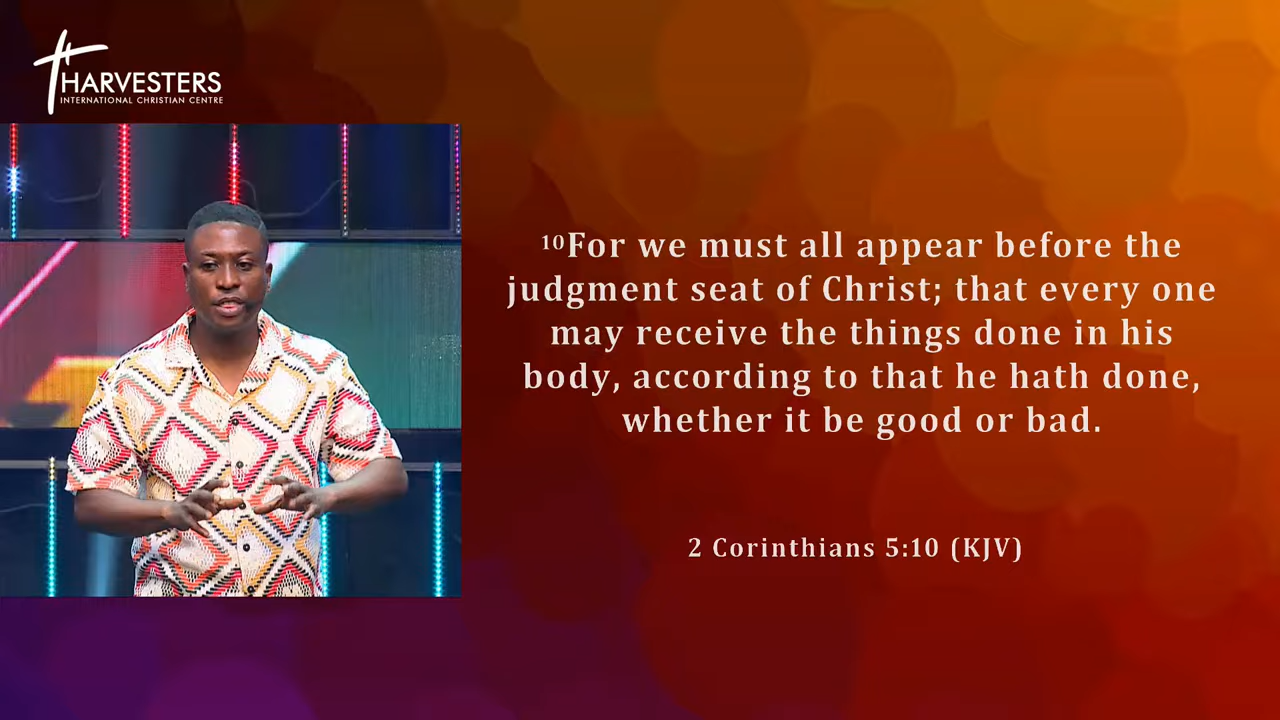 HARVESTERS
INTERNATIONAL CHRISTIAN CENTRE
¹⁰For we must all appear before the
judgment seat of Christ; that every one
may receive the things done in his
body, according to that he hath done,
whether it be good or bad.
2 Corinthians 5:10 (KJV)